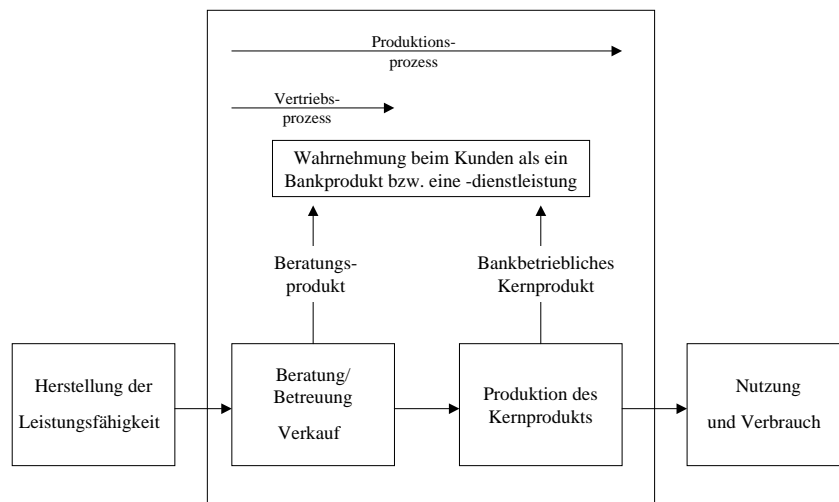 Produktions-
prozess
Vertriebs-
prozess
Wahrnehmung beim Kunden als ein
Bankprodukt bzw. eine -dienstleistung
Beratungs-
produkt
Bankbetriebliches
Kernprodukt
Herstellung der
Leistungsfähigkeit
Beratung/
Betreuung
Verkauf
Produktion des
Kernprodukts
Nutzung
und Verbrauch